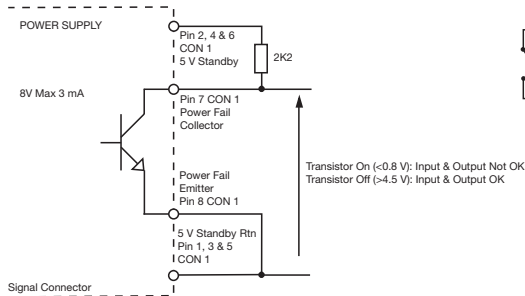 POWER SUPPLY
Pin 2, 4 & 6
CON 1
5 V Standby
2K2
8V Max 3 mA
Pin 7 CON 1
Power Fail
Collector
Transistor On (<0.8 V): Input & Output Not OK
Transistor Off (>4.5 V): Input & Output OK
Power Fail
Emitter
Pin 8 CON 1
5 V Standby Rtn
Pin 1, 3 & 5
CON 1
Signal Connector